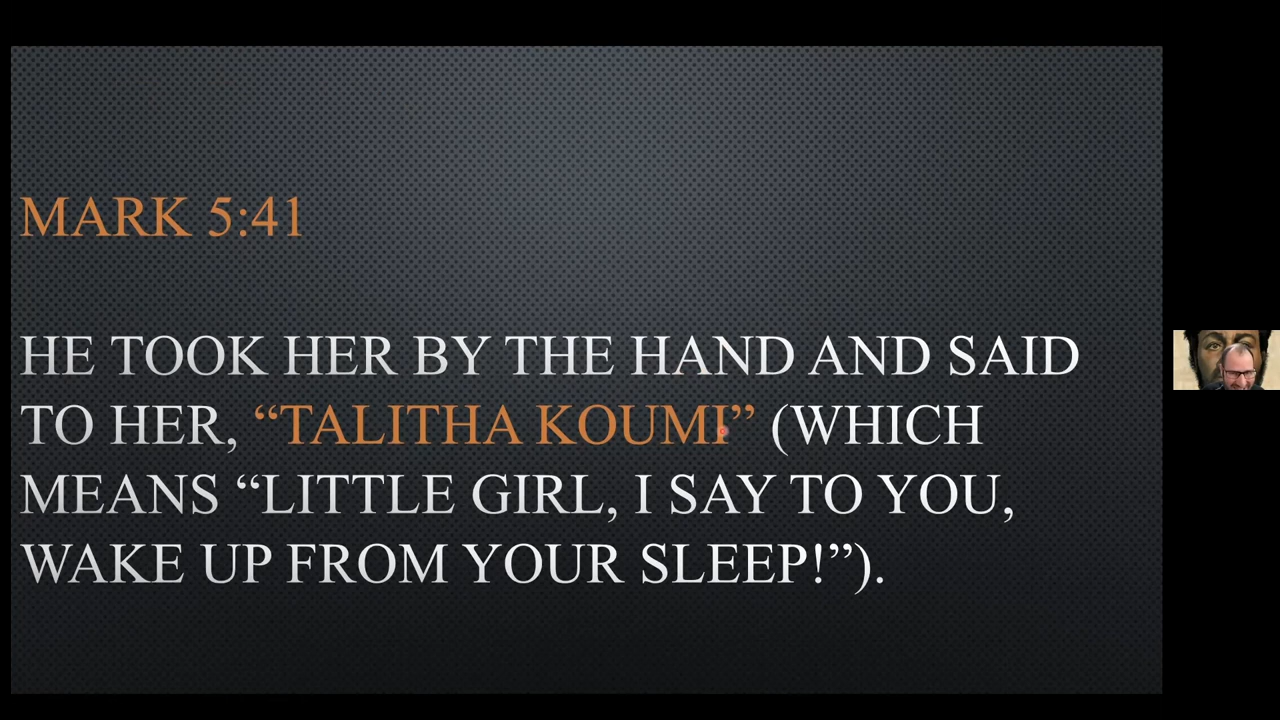 MARK 5:41
HE TOOK HER BY THE HAND AND SAID
TO HER, “TALITHA KOUMI” (WHICH
MEANS “LITTLE GIRL, I SAY TO YOU,
WAKE UP FROM YOUR SLEEP!”).